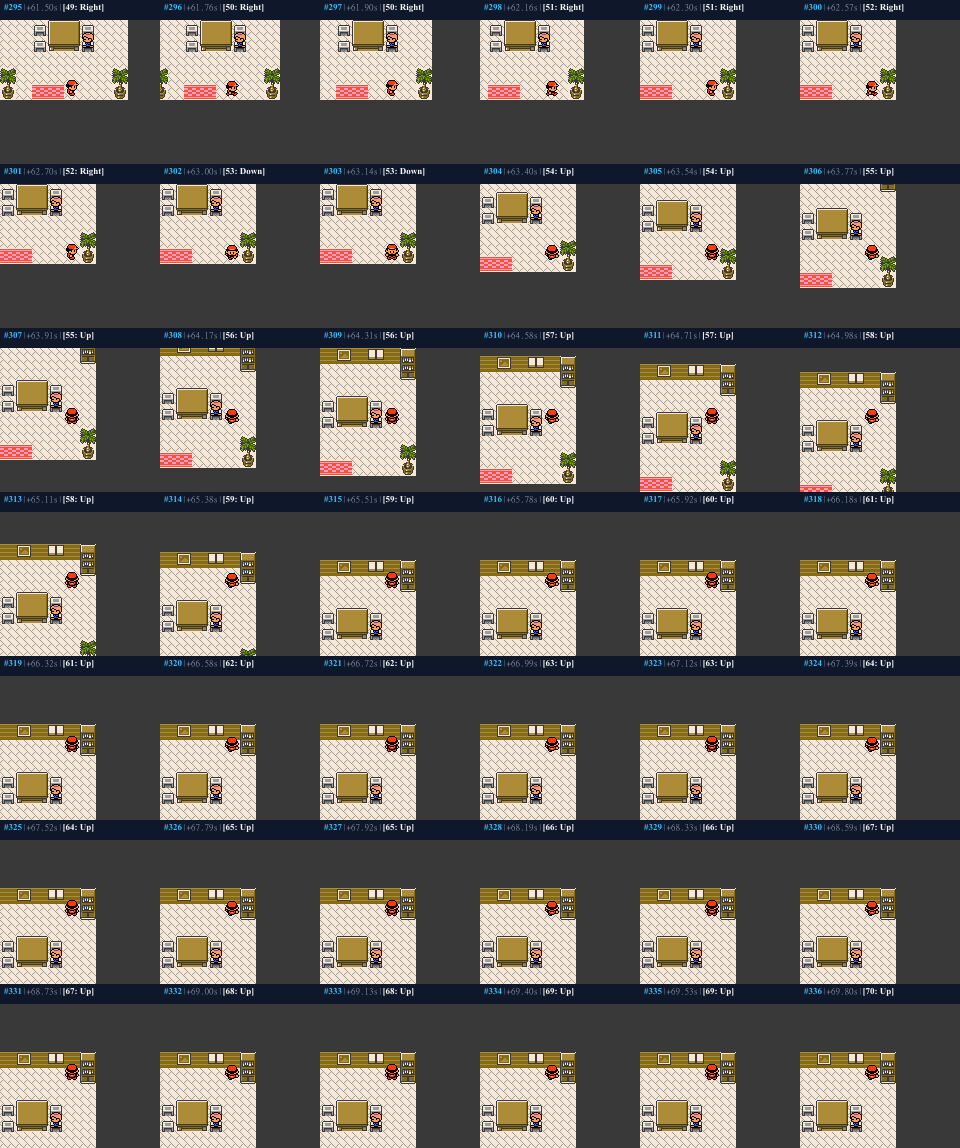 #295|+61.50s|[49: Right] #296|+61.76s|[50: Right] #297|+61.90s|[50: Right] #298|+62.16s|[51: Right] #299|+62.30s|[51: Right] #300|+62.57s|[52: Right]
#301|+62.70s|[52: Right] #302|+63.00s|[53: Down] #303|+63.14s|[53: Down] #304|+63.40s|[54: Up] #305|+63.54s|[54: Up] #306|+63.77s|[55: Up]
#307|+63.91s|[55: Up] #308|+64.17s|[56: Up] #309|+64.31s|[56: Up] #310|+64.58s|[57: Up] #311|+64.71s|[57: Up] #312|+64.98s|[58: Up]
#313|+65.11s|[58: Up] #314|+65.38s|[59: Up] #315|+65.51s|[59: Up] #316|+65.78s|[60: Up] #317|+65.92s|[60: Up] #318|+66.18s|[61: Up]
#319|+66.32s|[61: Up] #320|+66.58s|[62: Up] #321|+66.72s|[62: Up] #322|+66.99s|[63: Up] #323|+67.12s|[63: Up] #324|+67.39s|[64: Up]
#325|+67.52s|[64: Up] #326|+67.79s|[65: Up] #327|+67.92s|[65: Up] #328|+68.19s|[66: Up] #329|+68.33s|[66: Up] #330|+68.59s|[67: Up]
#331|+68.73s|[67: Up] #332|+69.00s|[68: Up] #333|+69.13s|[68: Up] #334|+69.40s|[69: Up] #335|+69.53s|[69: Up] #336|+69.80s|[70: Up]